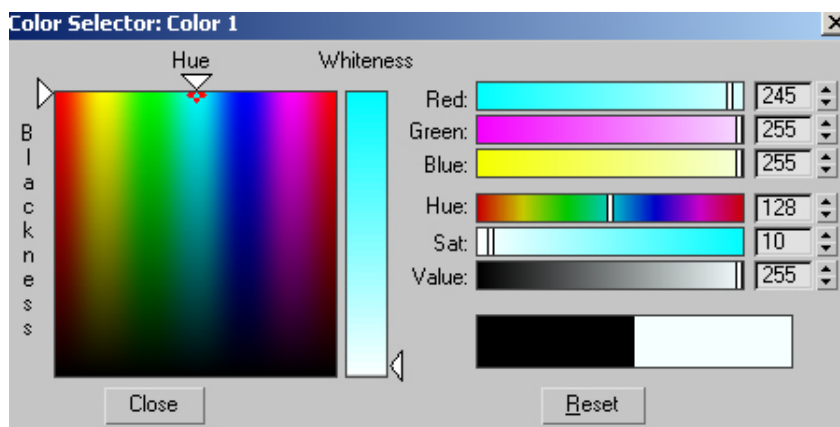 Color Selector: Color 1
Hue
Whiteness
Blackness
Red: 245
Green: 255
Blue: 255
Hue: 128
Sat: 10
Value: 255
Close
Reset